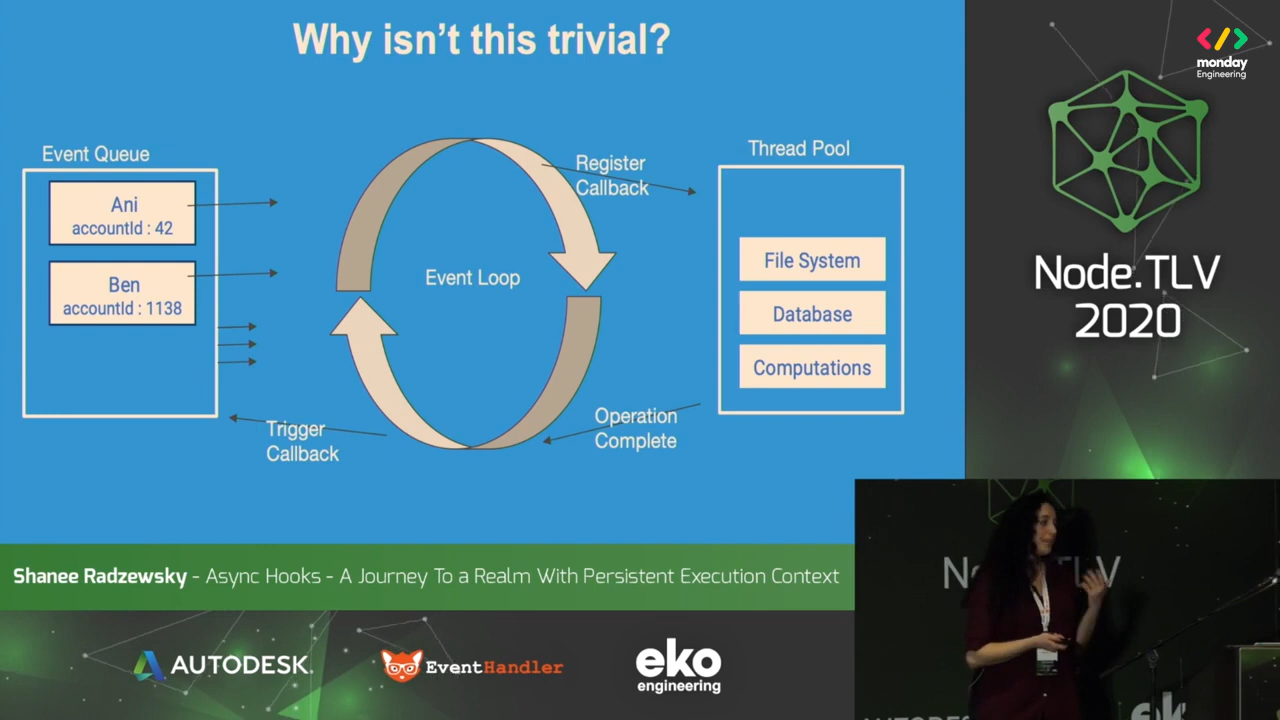 Why isn't this trivial?
monday
Engineering
Event Queue
Ani
accountId : 42
Ben
accountId : 1138
Register
Callback
Thread Pool
File System
Database
Computations
Event Loop
Trigger
Callback
Operation
Complete
Node.TLV
2020
Shanee Radzewsky - Async Hooks - A Journey To a Realm With Persistent Execution Context
AUTODESK.
EventHandler
eko
engineering